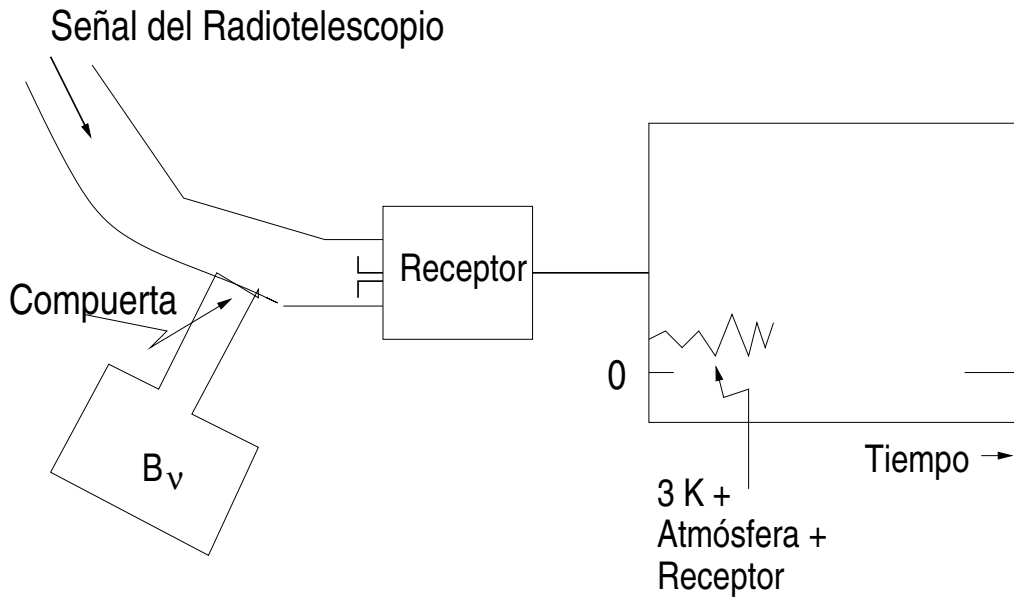 Señal del Radiotelescopio
Receptor
Compuerta
0
Bν
Tiempo
3 K +
Atmósfera +
Receptor